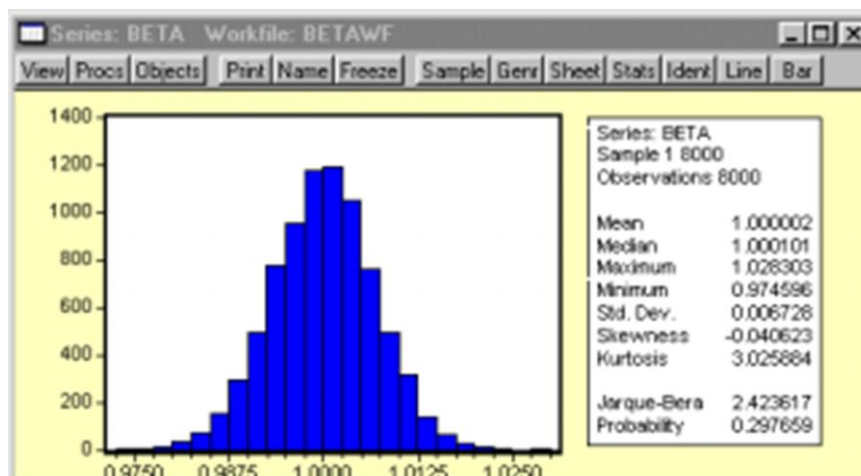 Series: BETA Workfile: BETAWF
View Procs Objects Print Name Freeze Sample Genr Sheet Stats Ident Line Bar
1400
1200
1000
800
600
400
200
0
0.9750 0.9875 1.0000 1.0125 1.0250
Series: BETA
Sample 1 8000
Observations 8000
Mean 1.000002
Median 1.000101
Maximum 1.028303
Minimum 0.974596
Std. Dev. 0.006728
Skewness -0.040623
Kurtosis 3.025884
Jarque-Bera 2.423617
Probability 0.297659